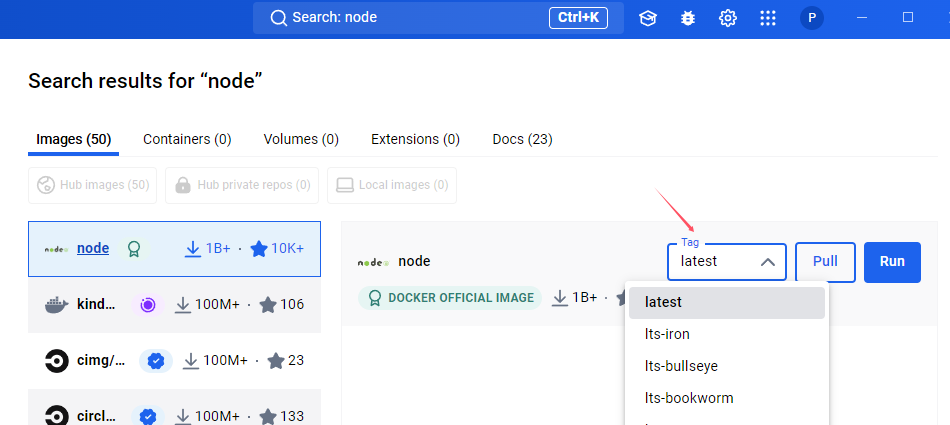 Search: node
Ctrl+K
P
Search results for “node”
Images (50)
Containers (0)
Volumes (0)
Extensions (0)
Docs (23)
Hub images (50)
Hub private repos (0)
Local images (0)
node
node
1B+ · 10K+
kind...
100M+ · 106
cimg/...
100M+ · 23
circl...
100M+ · 133
node
node
DOCKER OFFICIAL IMAGE
1B+ ·
Tag
latest
Pull
Run
latest
lts-iron
lts-bullseye
lts-bookworm